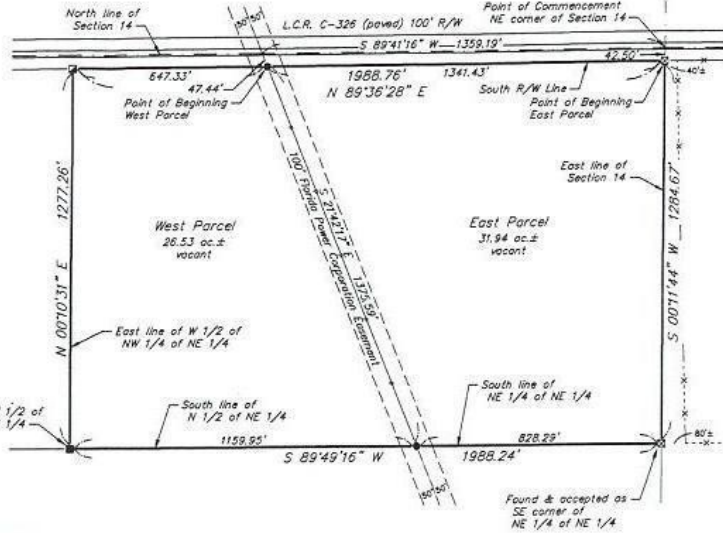 North line of
Section 14
50' 50'
L.C.R. C-326 (paved) 100' R/W
Point of Commencement
NE corner of Section 14
S 89°41'16" W —1359.19'
647.33'
47.44'
1988.76'
1341.43'
42.50'
N 89°36'28" E
Point of Beginning
West Parcel
South R/W Line
Point of Beginning
East Parcel
40'±
East line of
Section 14
N 00°10'31" E 1277.26'
S 21°42'17" E 1375.59'
100' Florida Power Corporation Easement
S 00°11'44" W 1284.67'
West Parcel
26.53 ac.±
vacant
East Parcel
31.94 ac.±
vacant
East line of W 1/2 of
NW 1/4 of NE 1/4
1/2 of
1/4
South line of
N 1/2 of NE 1/4
South line of
NE 1/4 of NE 1/4
1159.95'
828.29'
80'±
S 89°49'16" W
1988.24'
50' 50'
Found & accepted as
SE corner of
NE 1/4 of NE 1/4